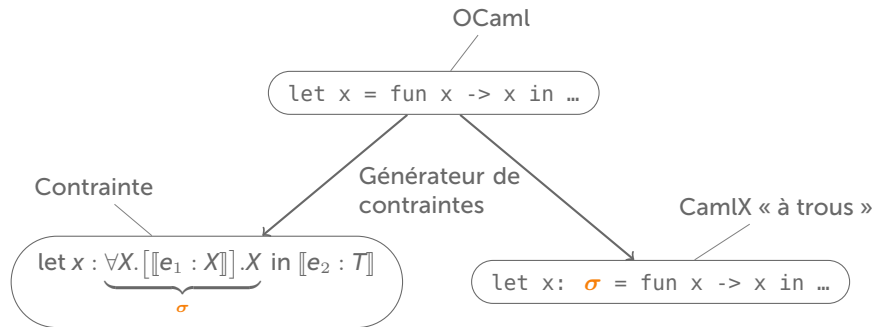 OCaml
let x = fun x -> x in …
Générateur de
contraintes
Contrainte
CamlX « à trous »
let x : ∀X. [⟦e₁ : X⟧] .X in ⟦e₂ : T⟧
σ
let x: σ = fun x -> x in …